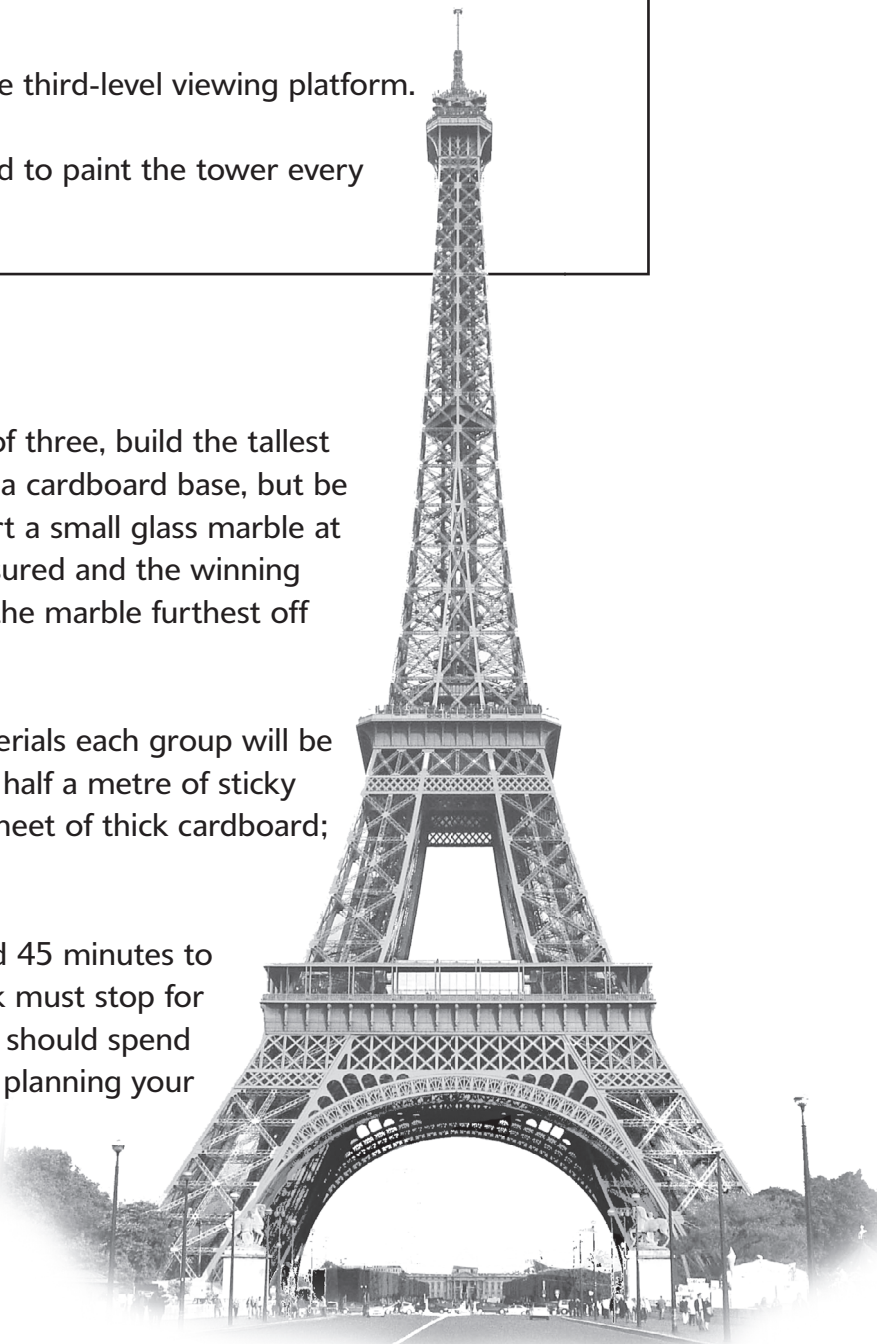 e third-level viewing platform.
d to paint the tower every
of three, build the tallest
a cardboard base, but be
rt a small glass marble at
sured and the winning
the marble furthest off
erials each group will be
half a metre of sticky
heet of thick cardboard;
d 45 minutes to
k must stop for
should spend
planning your